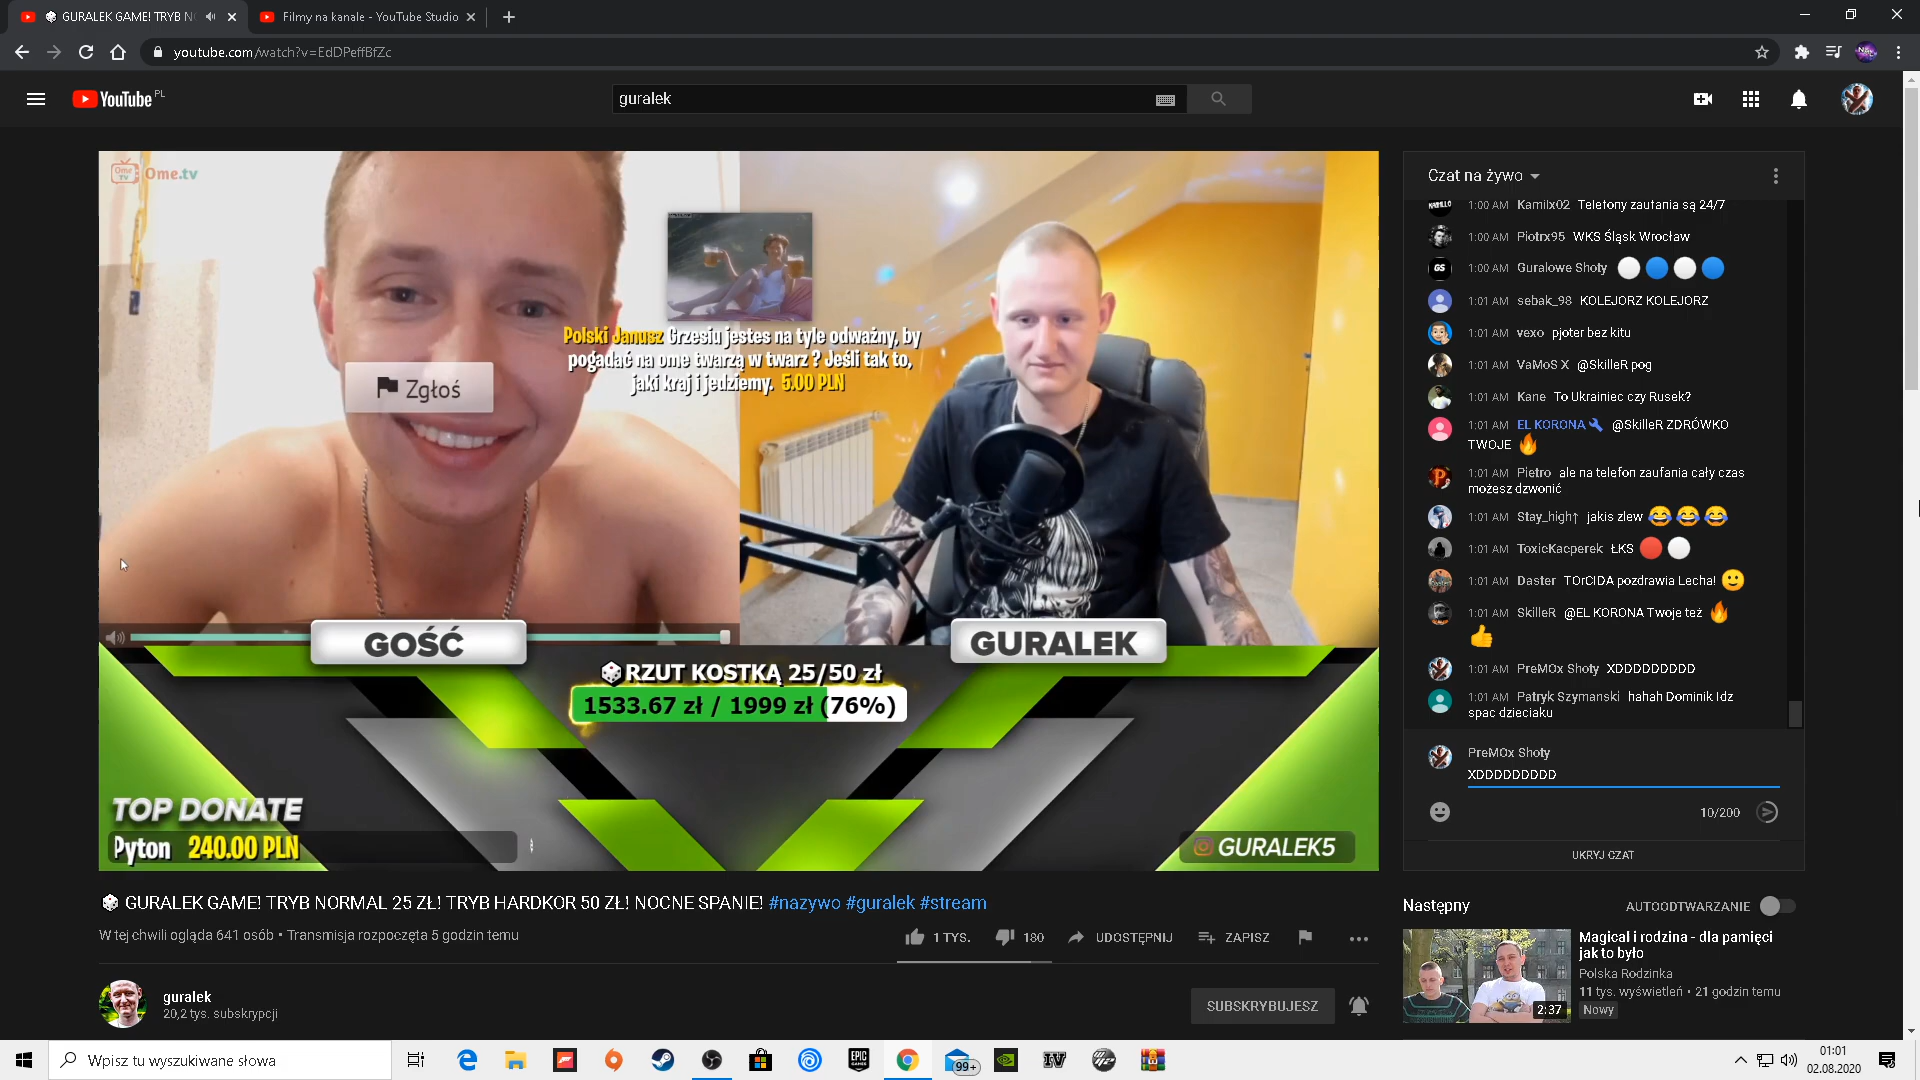 GURALEK GAME! TRYB N
Filmy na kanale - YouTube Studio
youtube.com/watch?v=EdDPeffBfZc
YouTube PL
guralek
Ome.tv
Polski Janusz Grzesiu jestes na tyle odważny, by
pogadać na ome twarzą w twarz ? Jeśli tak to,
jaki kraj i jedziemy. 5.00 PLN
Zgłoś
GOŚĆ
GURALEK
RZUT KOSTKĄ 25/50 zł
1533.67 zł / 1999 zł (76%)
TOP DONATE
Pyton 240.00 PLN
GURALEK5
Czat na żywo
1:00 AM Kamilx02 Telefony zaufania są 24/7
1:00 AM Piotrx95 WKS Śląsk Wrocław
GS 1:00 AM Guralowe Shoty ⚪🔵⚪🔵
1:01 AM sebak_98 KOLEJORZ KOLEJORZ
1:01 AM vexo pjoter bez kitu
1:01 AM VaMoS X @SkilleR pog
1:01 AM Kane To Ukrainiec czy Rusek?
1:01 AM EL KORONA @SkilleR ZDRÓWKO
TWOJE 🔥
1:01 AM Pietro ale na telefon zaufania cały czas
możesz dzwonić
1:01 AM Stay_high↑ jakis zlew 😂😂😂
1:01 AM ToxicKacperek ŁKS 🔴⚪
1:01 AM Daster TOrCIDA pozdrawia Lecha! 🙂
1:01 AM SkilleR @EL KORONA Twoje też 🔥
👍
1:01 AM PreMOx Shoty XDDDDDDDDD
1:01 AM Patryk Szymanski hahah Dominik Idz
spac dzieciaku
PreMOx Shoty
XDDDDDDDDD
10/200
UKRYJ CZAT
🎲 GURALEK GAME! TRYB NORMAL 25 ZŁ! TRYB HARDKOR 50 ZŁ! NOCNE SPANIE! #nazywo #guralek #stream
W tej chwili ogląda 641 osób • Transmisja rozpoczęta 5 godzin temu
1 TYS. 180 UDOSTĘPNIJ ZAPISZ
guralek
20,2 tys. subskrypcji
SUBSKRYBUJESZ
Następny
AUTOODTWARZANIE
Magical i rodzina - dla pamięci
jak to było
Polska Rodzinka
11 tys. wyświetleń • 21 godzin temu
Nowy
2:37
Wpisz tu wyszukiwane słowa
EPIC
GAMES
99+
IV
01:01
02.08.2020